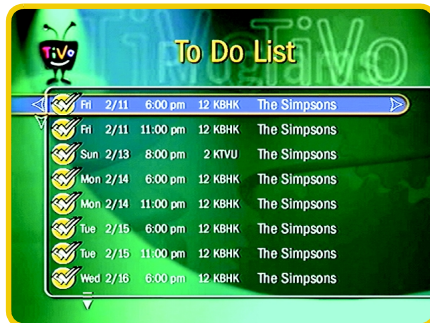 TiVo
To Do List
Fri 2/11 6:00 pm 12 KBHK The Simpsons
Fri 2/11 11:00 pm 12 KBHK The Simpsons
Sun 2/13 8:00 pm 2 KTVU The Simpsons
Mon 2/14 6:00 pm 12 KBHK The Simpsons
Mon 2/14 11:00 pm 12 KBHK The Simpsons
Tue 2/15 6:00 pm 12 KBHK The Simpsons
Tue 2/15 11:00 pm 12 KBHK The Simpsons
Wed 2/16 6:00 pm 12 KBHK The Simpsons